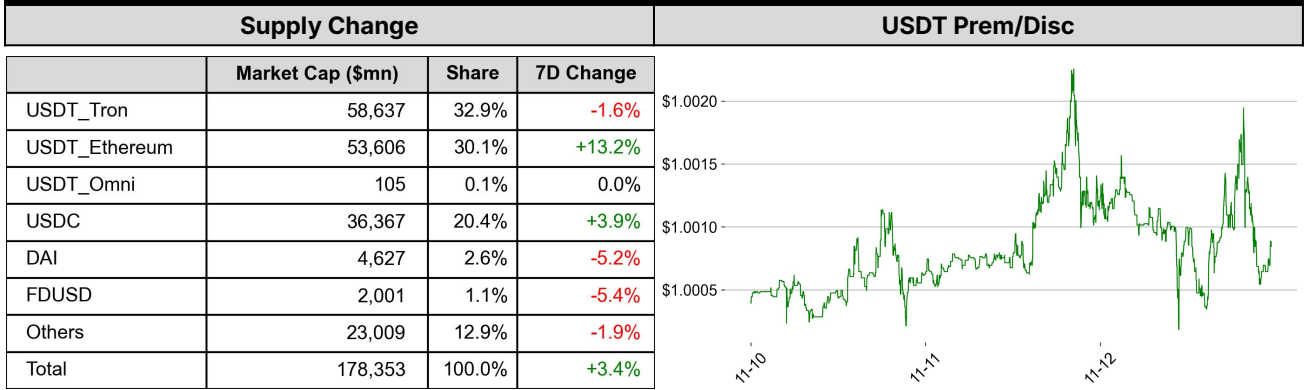 Supply Change
Market Cap ($mn) Share 7D Change
USDT_Tron 58,637 32.9% -1.6%
USDT_Ethereum 53,606 30.1% +13.2%
USDT_Omni 105 0.1% 0.0%
USDC 36,367 20.4% +3.9%
DAI 4,627 2.6% -5.2%
FDUSD 2,001 1.1% -5.4%
Others 23,009 12.9% -1.9%
Total 178,353 100.0% +3.4%
USDT Prem/Disc
$1.0020
$1.0015
$1.0010
$1.0005
11-10 11-11 11-12